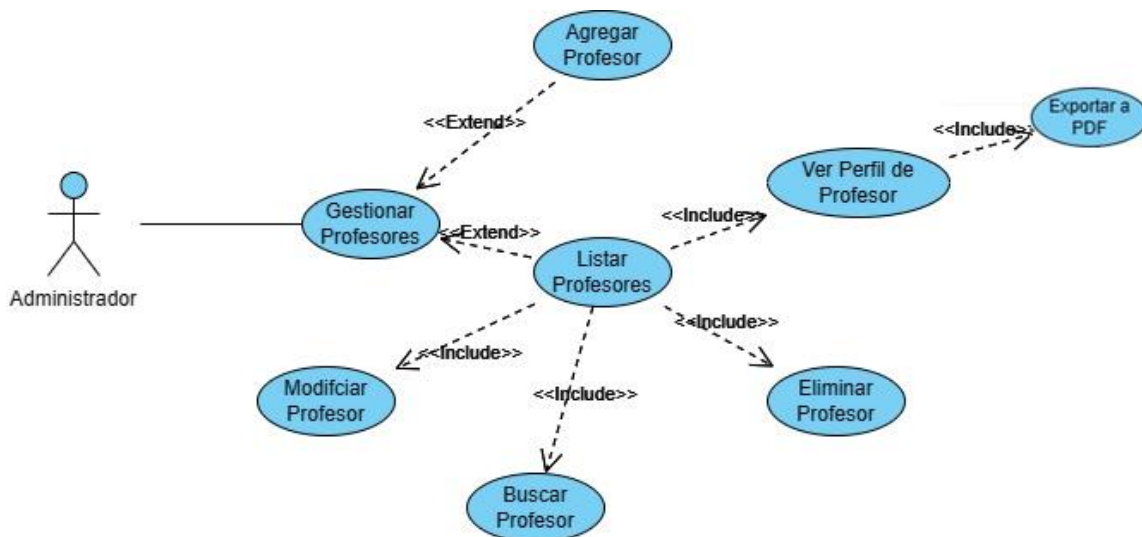 Agregar
Profesor
<<Extend>>
Exportar a
PDF
<<Include>>
Ver Perfil de
Profesor
Gestionar
Profesores
<<Include>>
<<Extend>>
Listar
Profesores
Administrador
<<Include>>
<<Include>>
Modifciar
Profesor
<<Include>>
Eliminar
Profesor
Buscar
Profesor